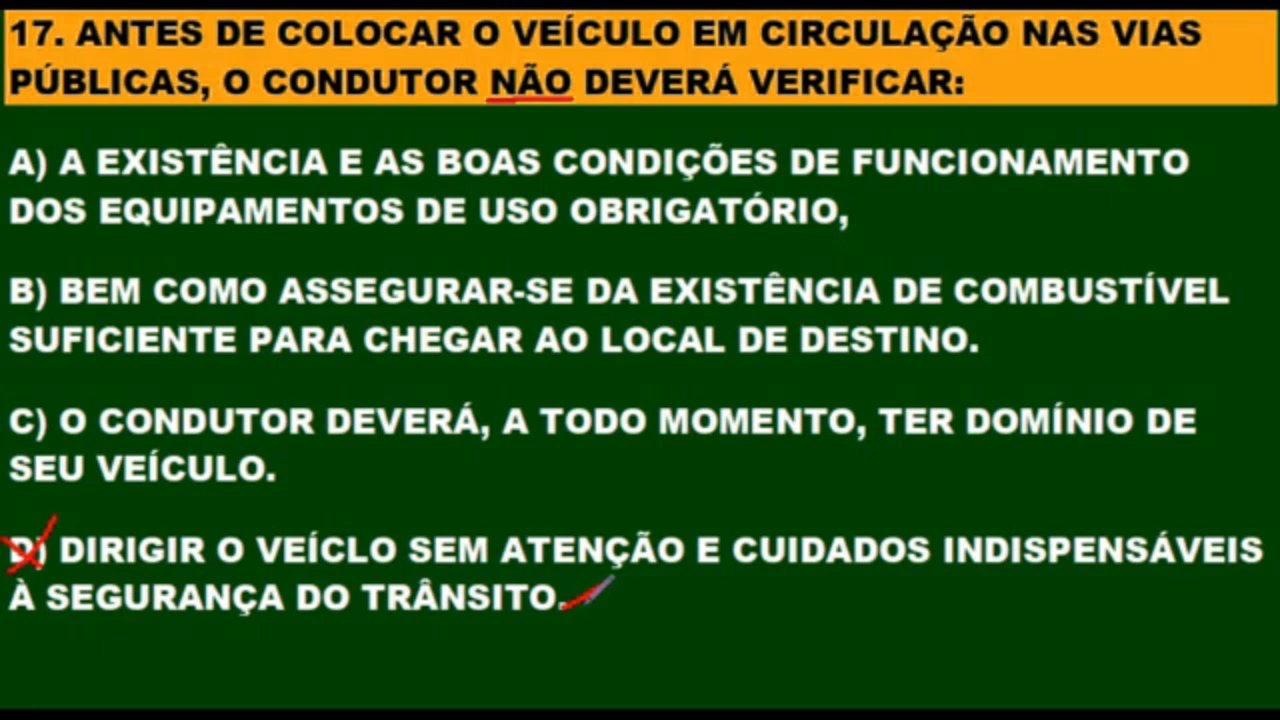 17. ANTES DE COLOCAR O VEÍCULO EM CIRCULAÇÃO NAS VIAS
PÚBLICAS, O CONDUTOR NÃO DEVERÁ VERIFICAR:
A) A EXISTÊNCIA E AS BOAS CONDIÇÕES DE FUNCIONAMENTO
DOS EQUIPAMENTOS DE USO OBRIGATÓRIO,
B) BEM COMO ASSEGURAR-SE DA EXISTÊNCIA DE COMBUSTÍVEL
SUFICIENTE PARA CHEGAR AO LOCAL DE DESTINO.
C) O CONDUTOR DEVERÁ, A TODO MOMENTO, TER DOMÍNIO DE
SEU VEÍCULO.
D) DIRIGIR O VEÍCLO SEM ATENÇÃO E CUIDADOS INDISPENSÁVEIS
À SEGURANÇA DO TRÂNSITO.